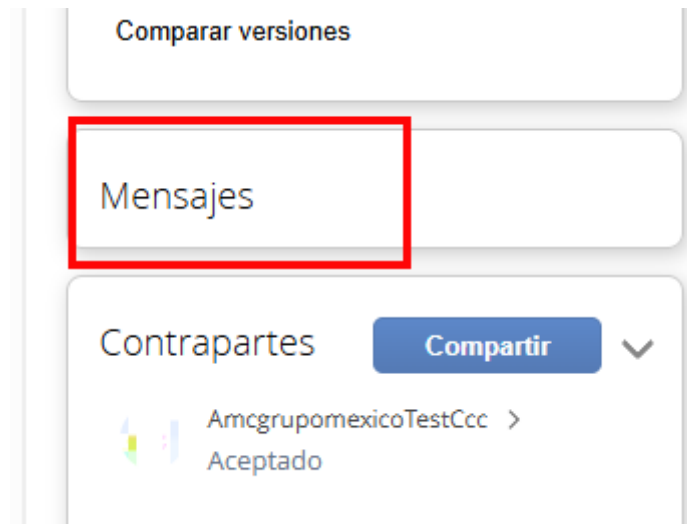 Comparar versiones
Mensajes
Contrapartes
Compartir
AmcgrupomexicoTestCcc >
Aceptado